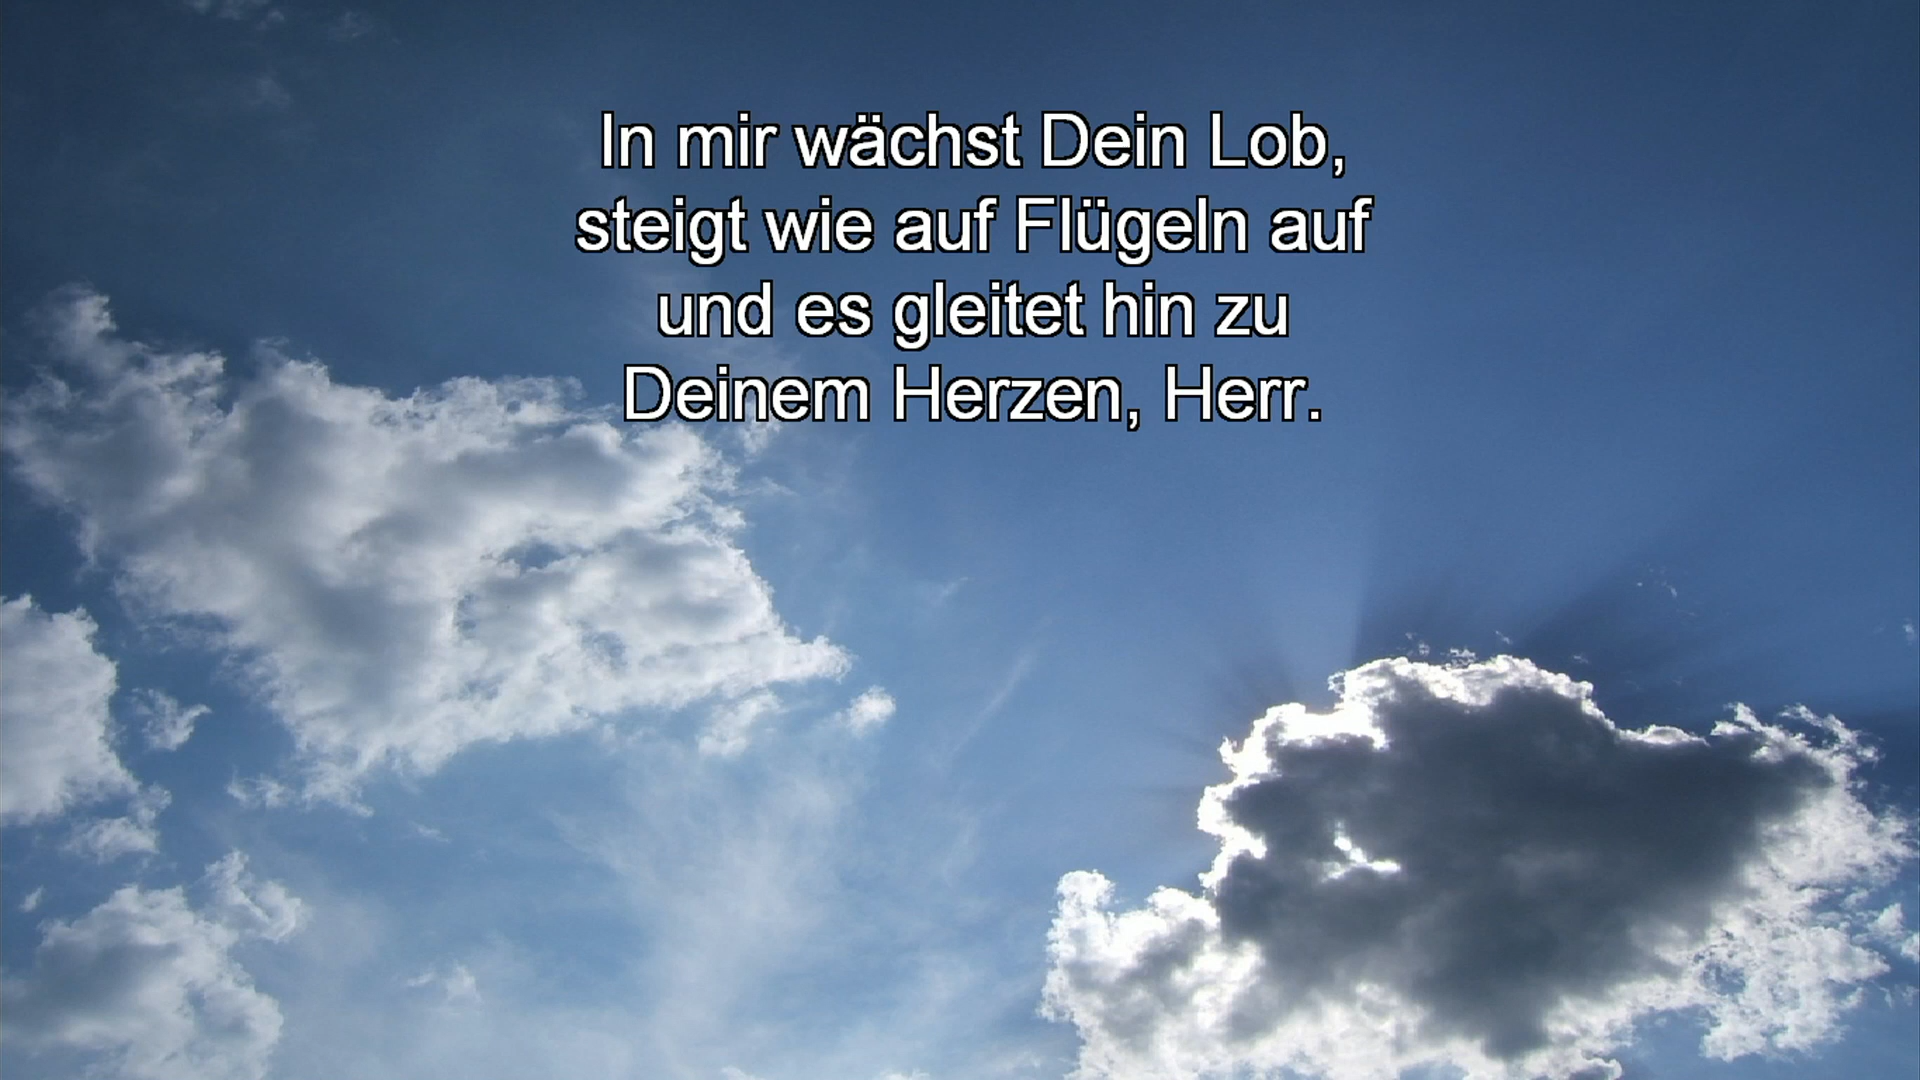 In mir wächst Dein Lob,
steigt wie auf Flügeln auf
und es gleitet hin zu
Deinem Herzen, Herr.